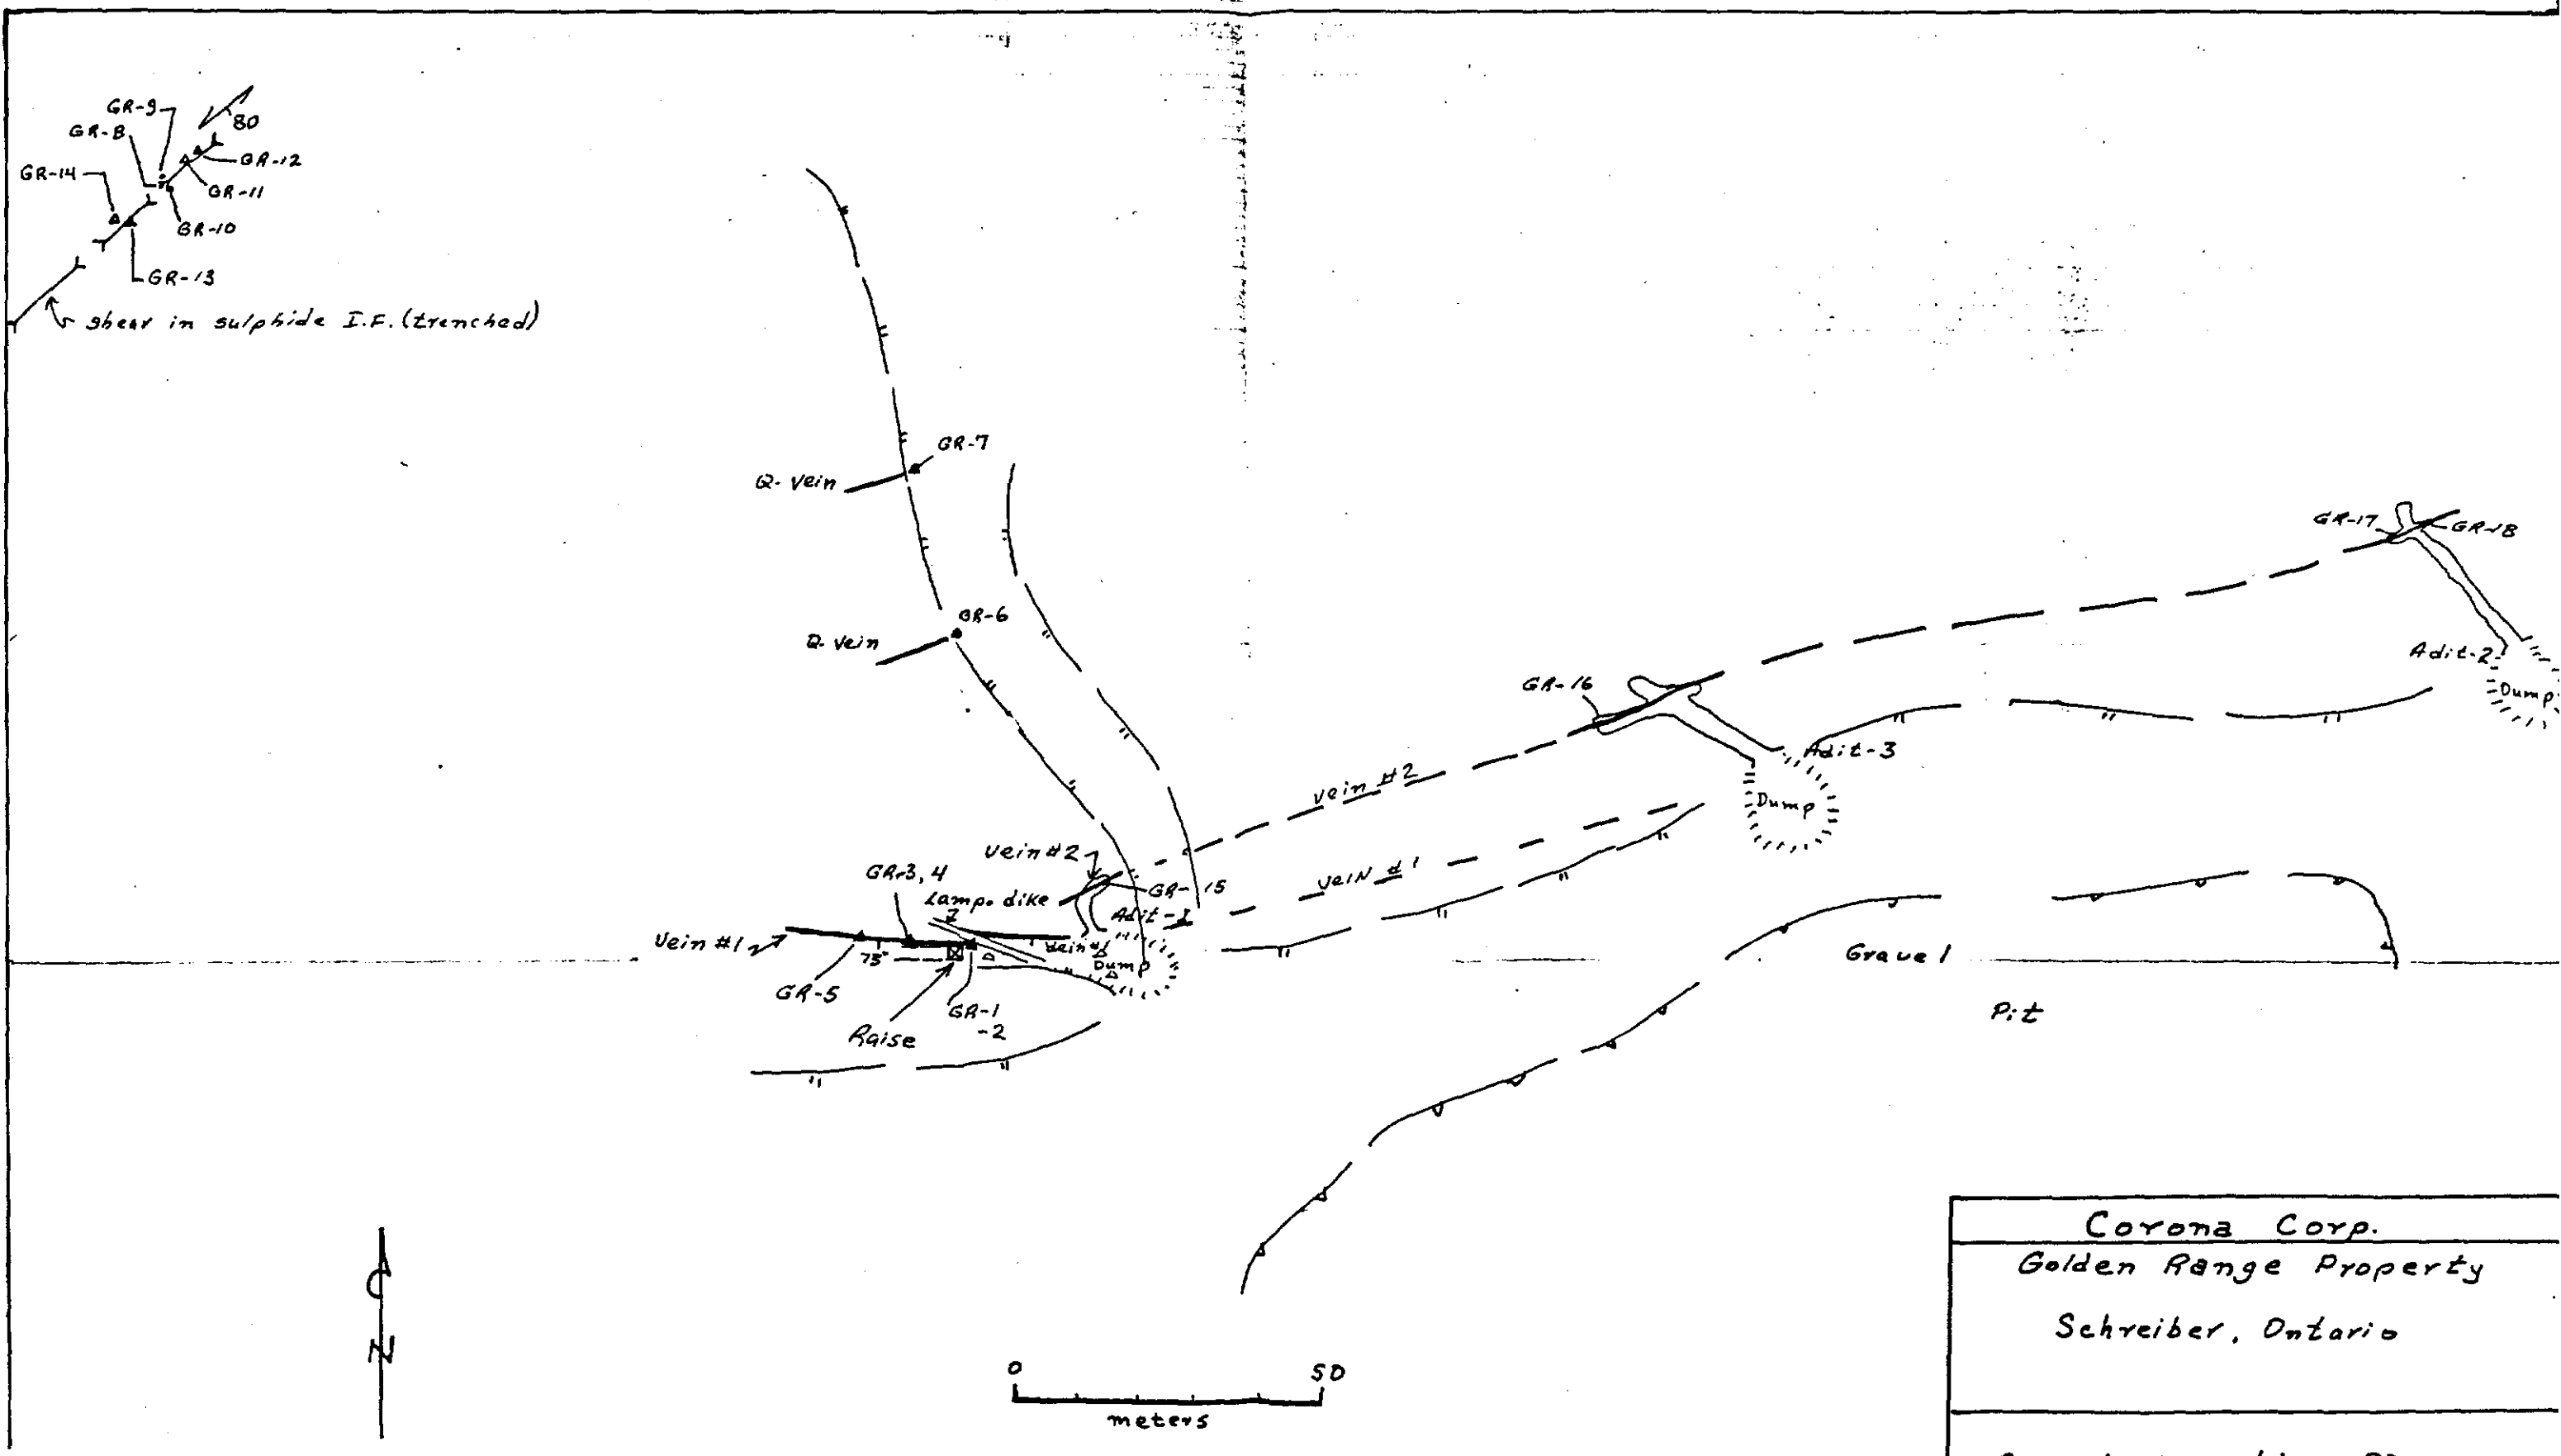 GR-9
80
GR-8
GR-12
GR-14
GR-11
GR-10
GR-13
shear in sulphide I.F. (trenched)
GR-7
Q. Vein
GR-6
Q. Vein
GR-17
GR-18
Adit-2
Dump
GR-16
Adit-3
Dump
Vein #2
Vein #2
Vein #1
GR-3, 4
GR-15
Lamp. dike
Adit-1
Vein #1
Vein #1
75°
Dump
GR-5
GR-1
-2
Raise
Gravel
Pit
N
0 50
meters
Corona Corp.
Golden Range Property
Schreiber, Ontario